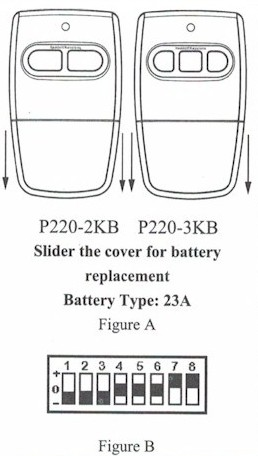 P220-2KB P220-3KB
Slider the cover for battery
replacement
Battery Type: 23A
Figure A
1 2 3 4 5 6 7 8
+
0
−
Figure B